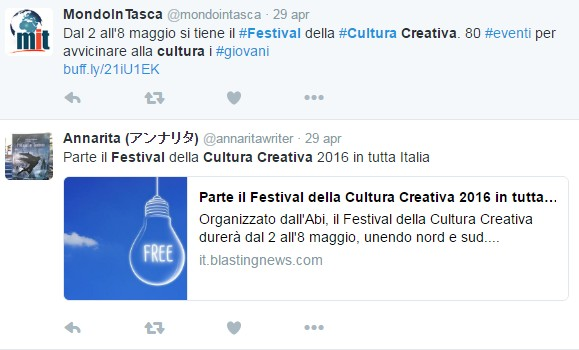 MondoInTasca @mondointasca · 29 apr
Dal 2 all'8 maggio si tiene il #Festival della #Cultura Creativa. 80 #eventi per
avvicinare alla cultura i #giovani
buff.ly/21iU1EK
mit
Annarita (アンナリタ) @annaritawriter · 29 apr
Parte il Festival della Cultura Creativa 2016 in tutta Italia
FREE
Parte il Festival della Cultura Creativa 2016 in tutta…
Organizzato dall'Abi, il Festival della Cultura Creativa
durerà dal 2 all'8 maggio, unendo nord e sud....
it.blastingnews.com